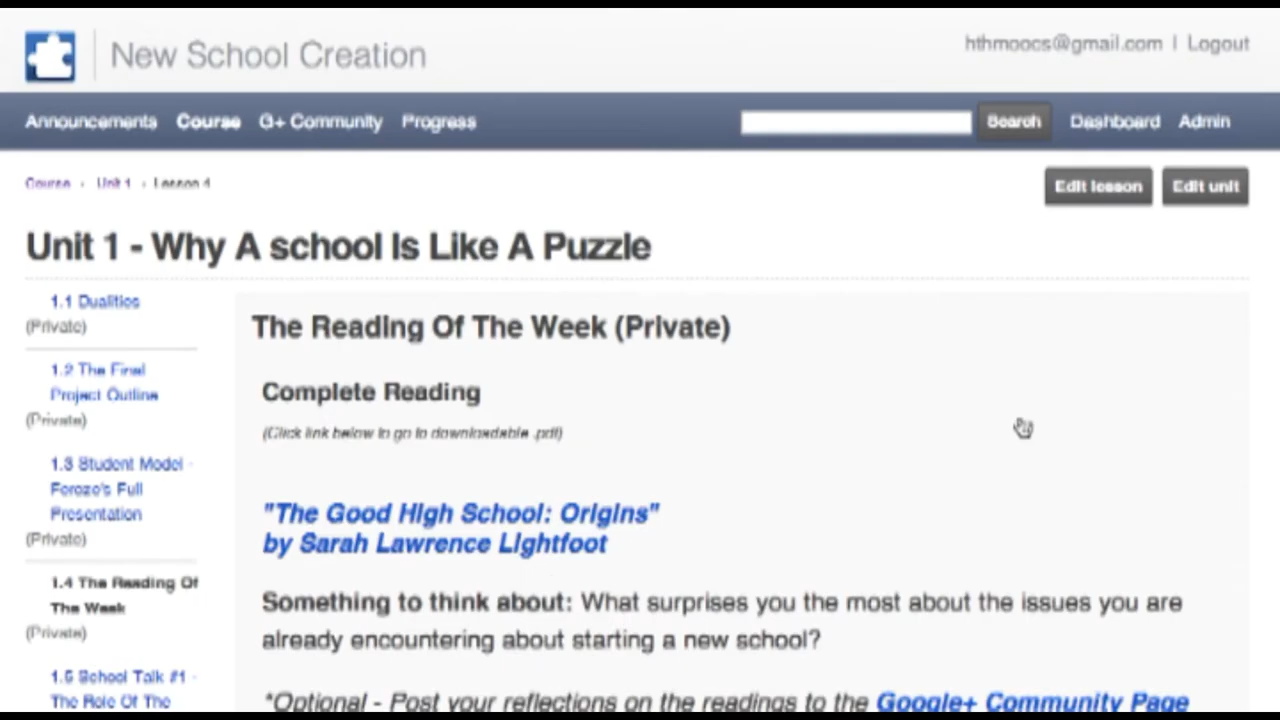 New School Creation
hthmoocs@gmail.com | Logout
Announcements Course G+ Community Progress Search Dashboard Admin
Course › Unit 1 › Lesson 4
Edit lesson Edit unit
Unit 1 - Why A school Is Like A Puzzle
1.1 Dualities
(Private)
1.2 The Final
Project Outline
(Private)
1.3 Student Model -
Feroze's Full
Presentation
(Private)
1.4 The Reading Of
The Week
(Private)
1.5 School Talk #1 -
The Role Of The
The Reading Of The Week (Private)
Complete Reading
(Click link below to go to downloadable .pdf)
"The Good High School: Origins"
by Sarah Lawrence Lightfoot
Something to think about: What surprises you the most about the issues you are
already encountering about starting a new school?
*Optional - Post your reflections on the readings to the Google+ Community Page